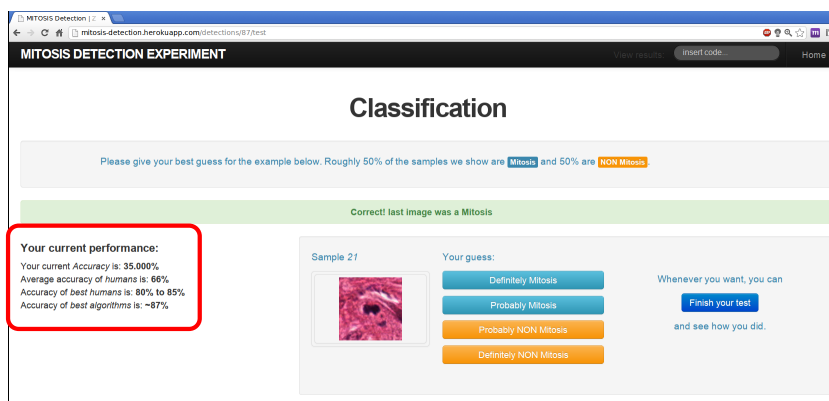 MITOSIS Detection | 2
mitosis-detection.herokuapp.com/detections/87/test
MITOSIS DETECTION EXPERIMENT
View results:
insert code...
Home
Classification
Please give your best guess for the example below. Roughly 50% of the samples we show are Mitosis and 50% are NON Mitosis.
Correct! last image was a Mitosis
Your current performance:
Your current Accuracy is: 35.000%
Average accuracy of humans is: 66%
Accuracy of best humans is: 80% to 85%
Accuracy of best algorithms is: ~87%
Sample 21
Your guess:
Definitely Mitosis
Probably Mitosis
Probably NON Mitosis
Definitely NON Mitosis
Whenever you want, you can
Finish your test
and see how you did.